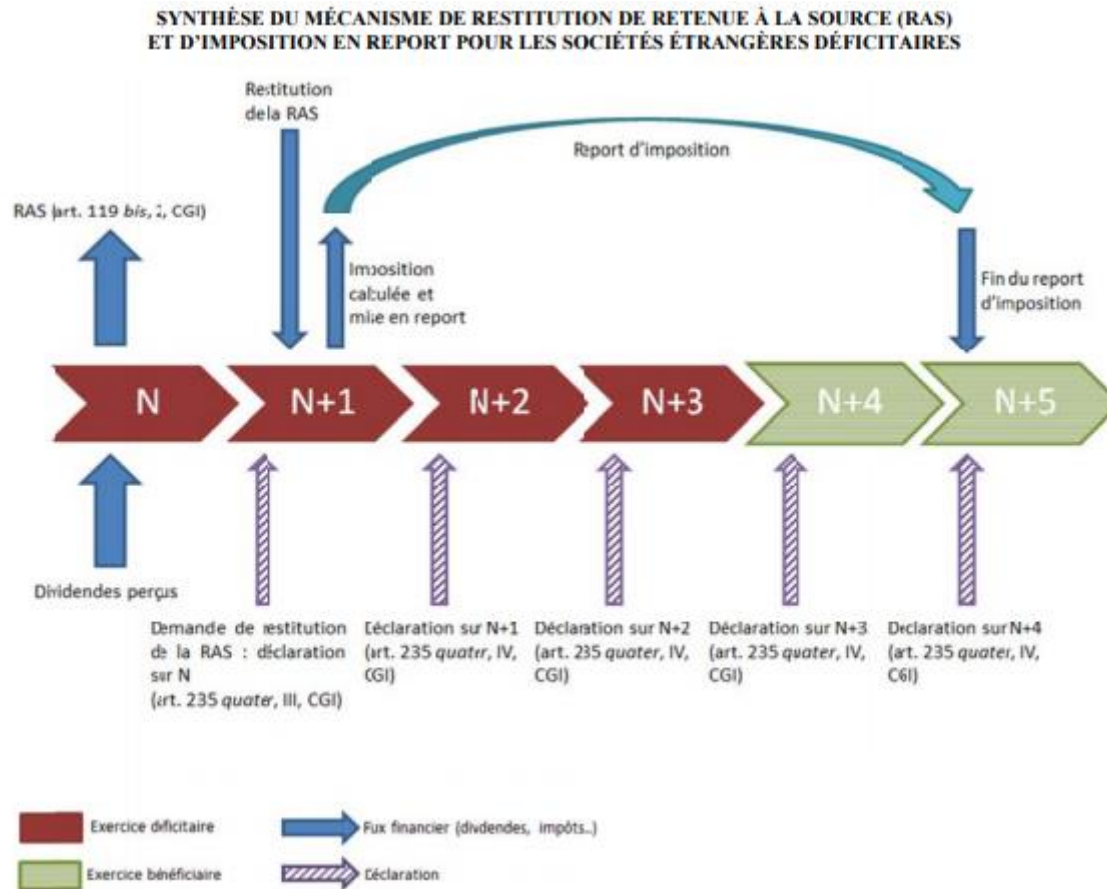 SYNTHÈSE DU MÉCANISME DE RESTITUTION DE RETENUE À LA SOURCE (RAS)
ET D'IMPOSITION EN REPORT POUR LES SOCIÉTÉS ÉTRANGÈRES DÉFICITAIRES
Restitution
de la RAS
Report d'imposition
RAS (art. 119 bis, 2, CGI)
Imposition
calculée et
mise en report
Fin du report
d'imposition
N
N+1
N+2
N+3
N+4
N+5
Dividendes perçus
Demande de restitution
de la RAS : déclaration
sur N
(art. 235 quater, III, CGI)
Déclaration sur N+1
(art. 235 quater, IV,
CGI)
Déclaration sur N+2
(art. 235 quater, IV,
CGI)
Déclaration sur N+3
(art. 235 quater, IV,
CGI)
Déclaration sur N+4
(art. 235 quater, IV,
CGI)
Exercice déficitaire
Flux financier (dividendes, impôts..)
Exercice bénéficiaire
Déclaration